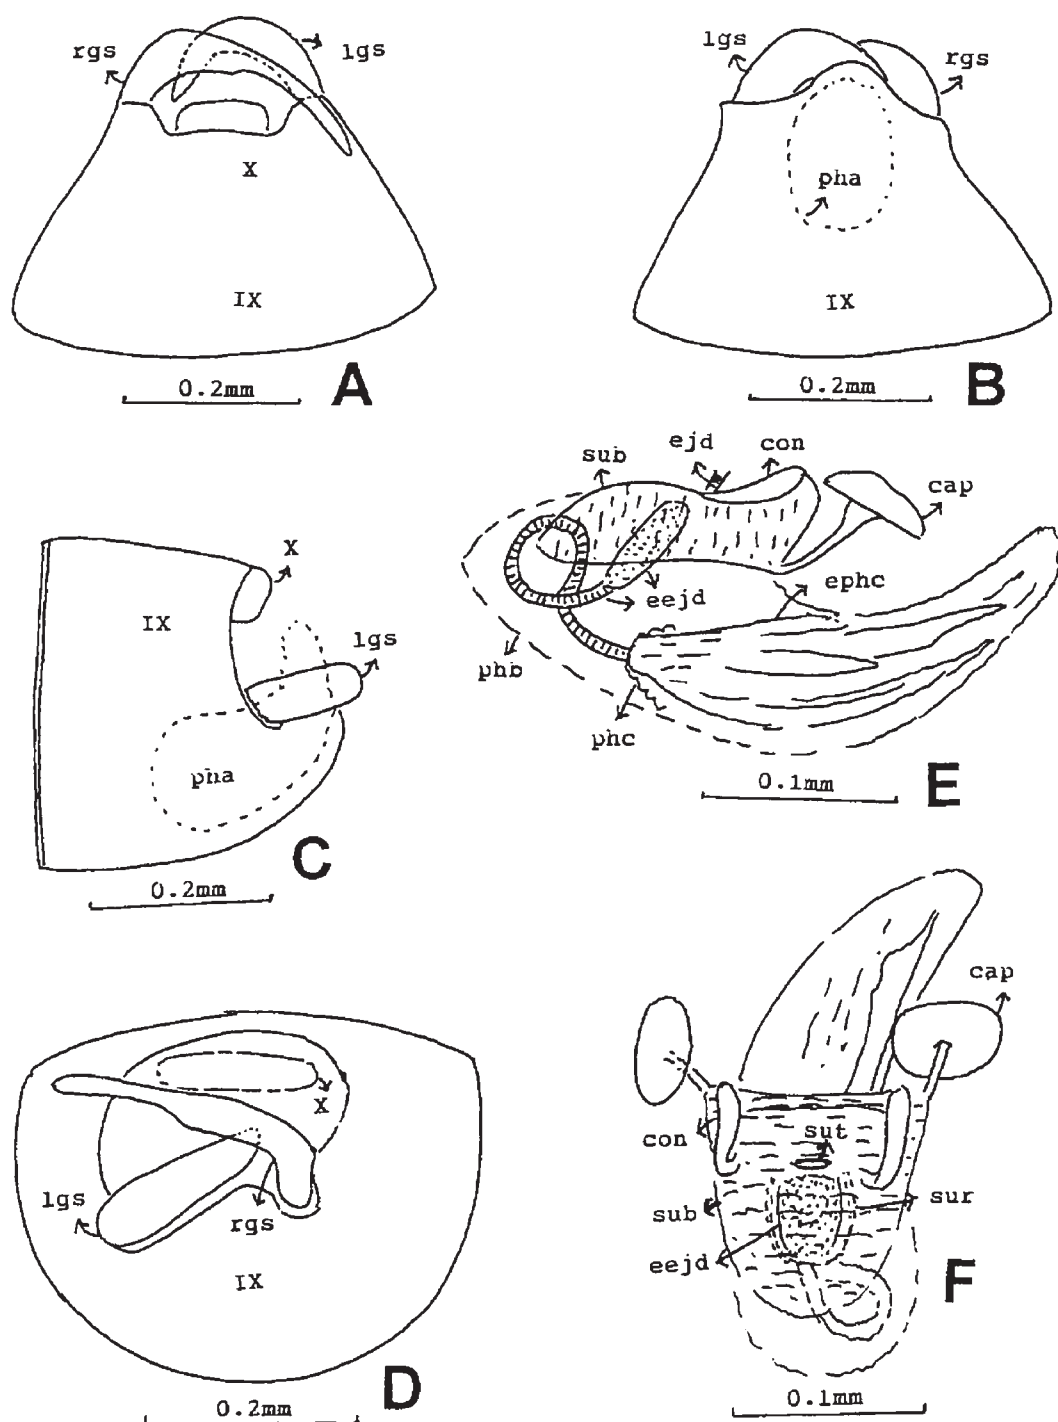 rgs
lgs
X
IX
0.2mm
A
lgs
rgs
pha
IX
0.2mm
B
X
IX
lgs
pha
C
0.2mm
sub
ejd
con
cap
eejd
ephc
phb
phc
0.1mm
E
X
lgs
rgs
IX
D
0.2mm
cap
con
sut
sub
sur
eejd
F
0.1mm